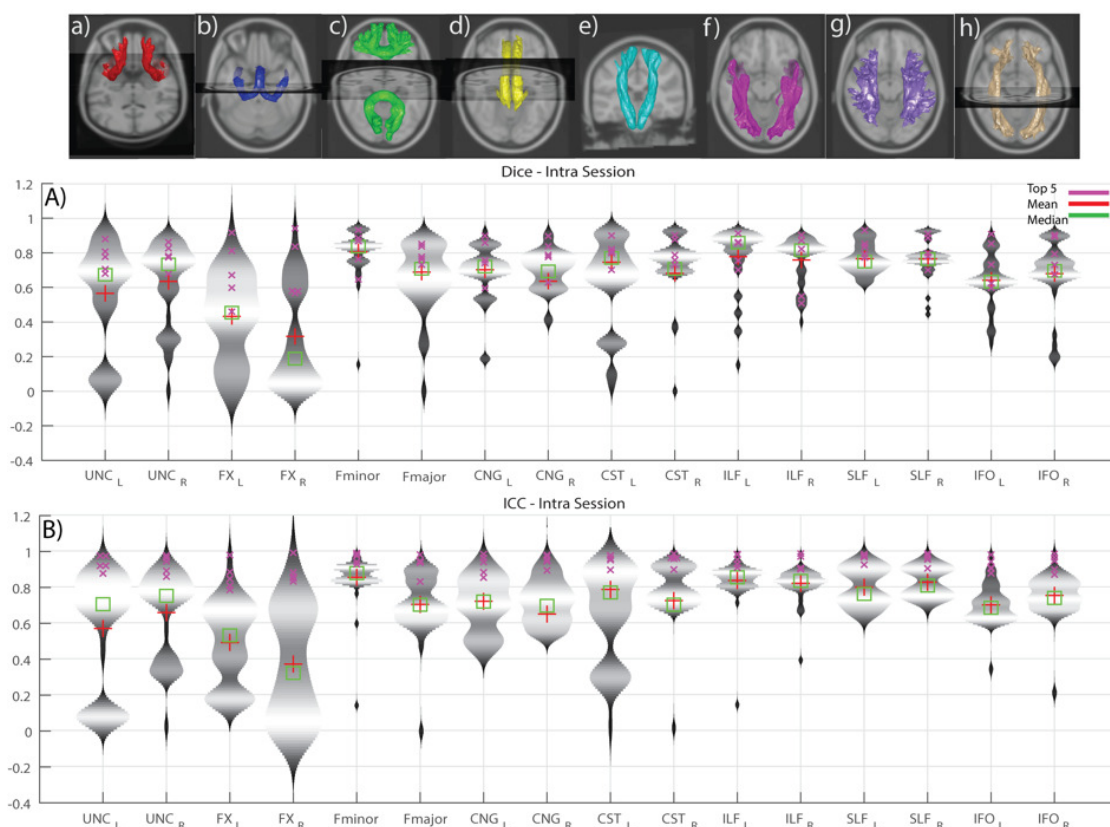 a) b) c) d) e) f) g) h)
Dice - Intra Session
A)
Top 5
Mean
Median
1.2
1
0.8
0.6
0.4
0.2
0
-0.2
-0.4
UNC L UNC R FX L FX R Fminor Fmajor CNG L CNG R CST L CST R ILF L ILF R SLF L SLF R IFO L IFO R
ICC - Intra Session
B)
1.2
1
0.8
0.6
0.4
0.2
0
-0.2
-0.4
UNC L UNC R FX L FX R Fminor Fmajor CNG L CNG R CST L CST R ILF L ILF R SLF L SLF R IFO L IFO R